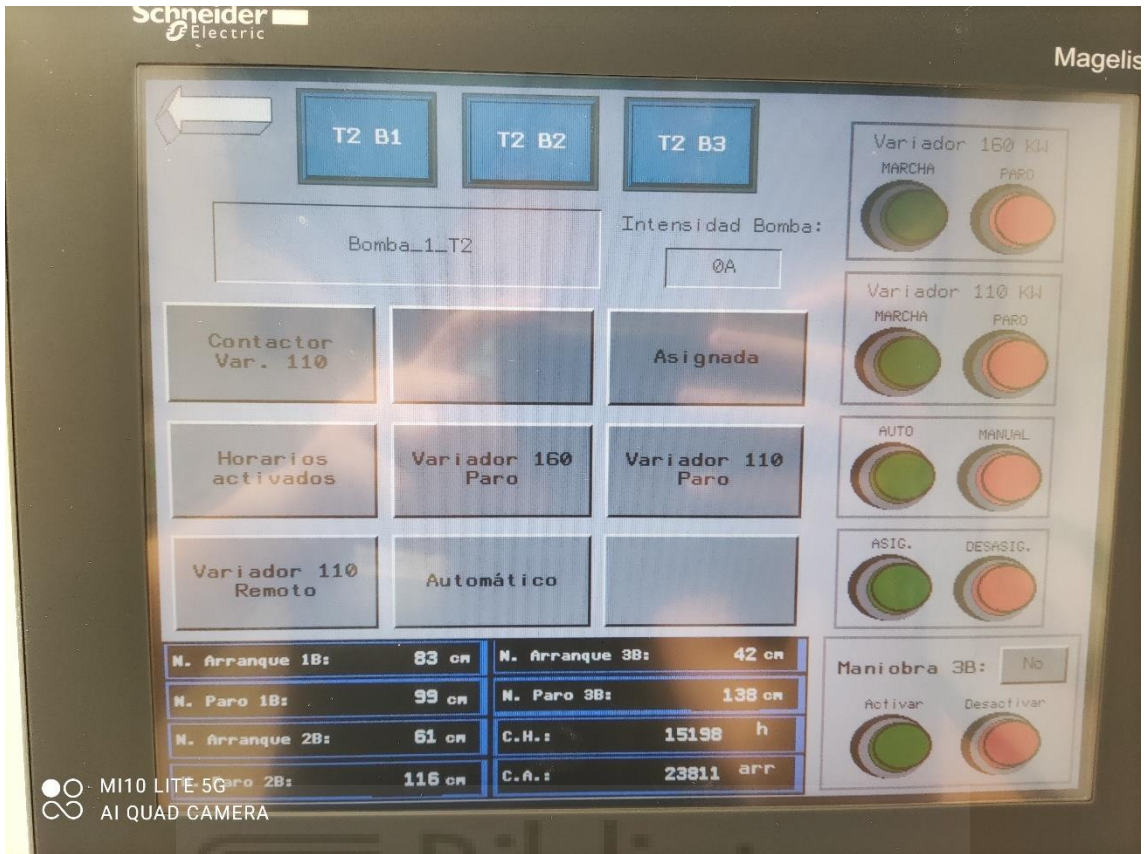 Schneider
Electric
Magelis
T2 B1
T2 B2
T2 B3
Bomba_1_T2
Intensidad Bomba:
0A
Contactor
Var. 110
Asignada
Horarios
activados
Variador 160
Paro
Variador 110
Paro
Variador 110
Remoto
Automático
N. Arranque 1B: 83 cm
N. Arranque 3B: 42 cm
N. Paro 1B: 99 cm
N. Paro 3B: 138 cm
N. Arranque 2B: 61 cm
C.H.: 15198 h
Paro 2B: 116 cm
C.A.: 23811 arr
Variador 160 KW
MARCHA PARO
Variador 110 KW
MARCHA PARO
AUTO MANUAL
ASIG. DESASIG.
Maniobra 3B: No
Activar Desactivar
MI10 LITE 5G
AI QUAD CAMERA